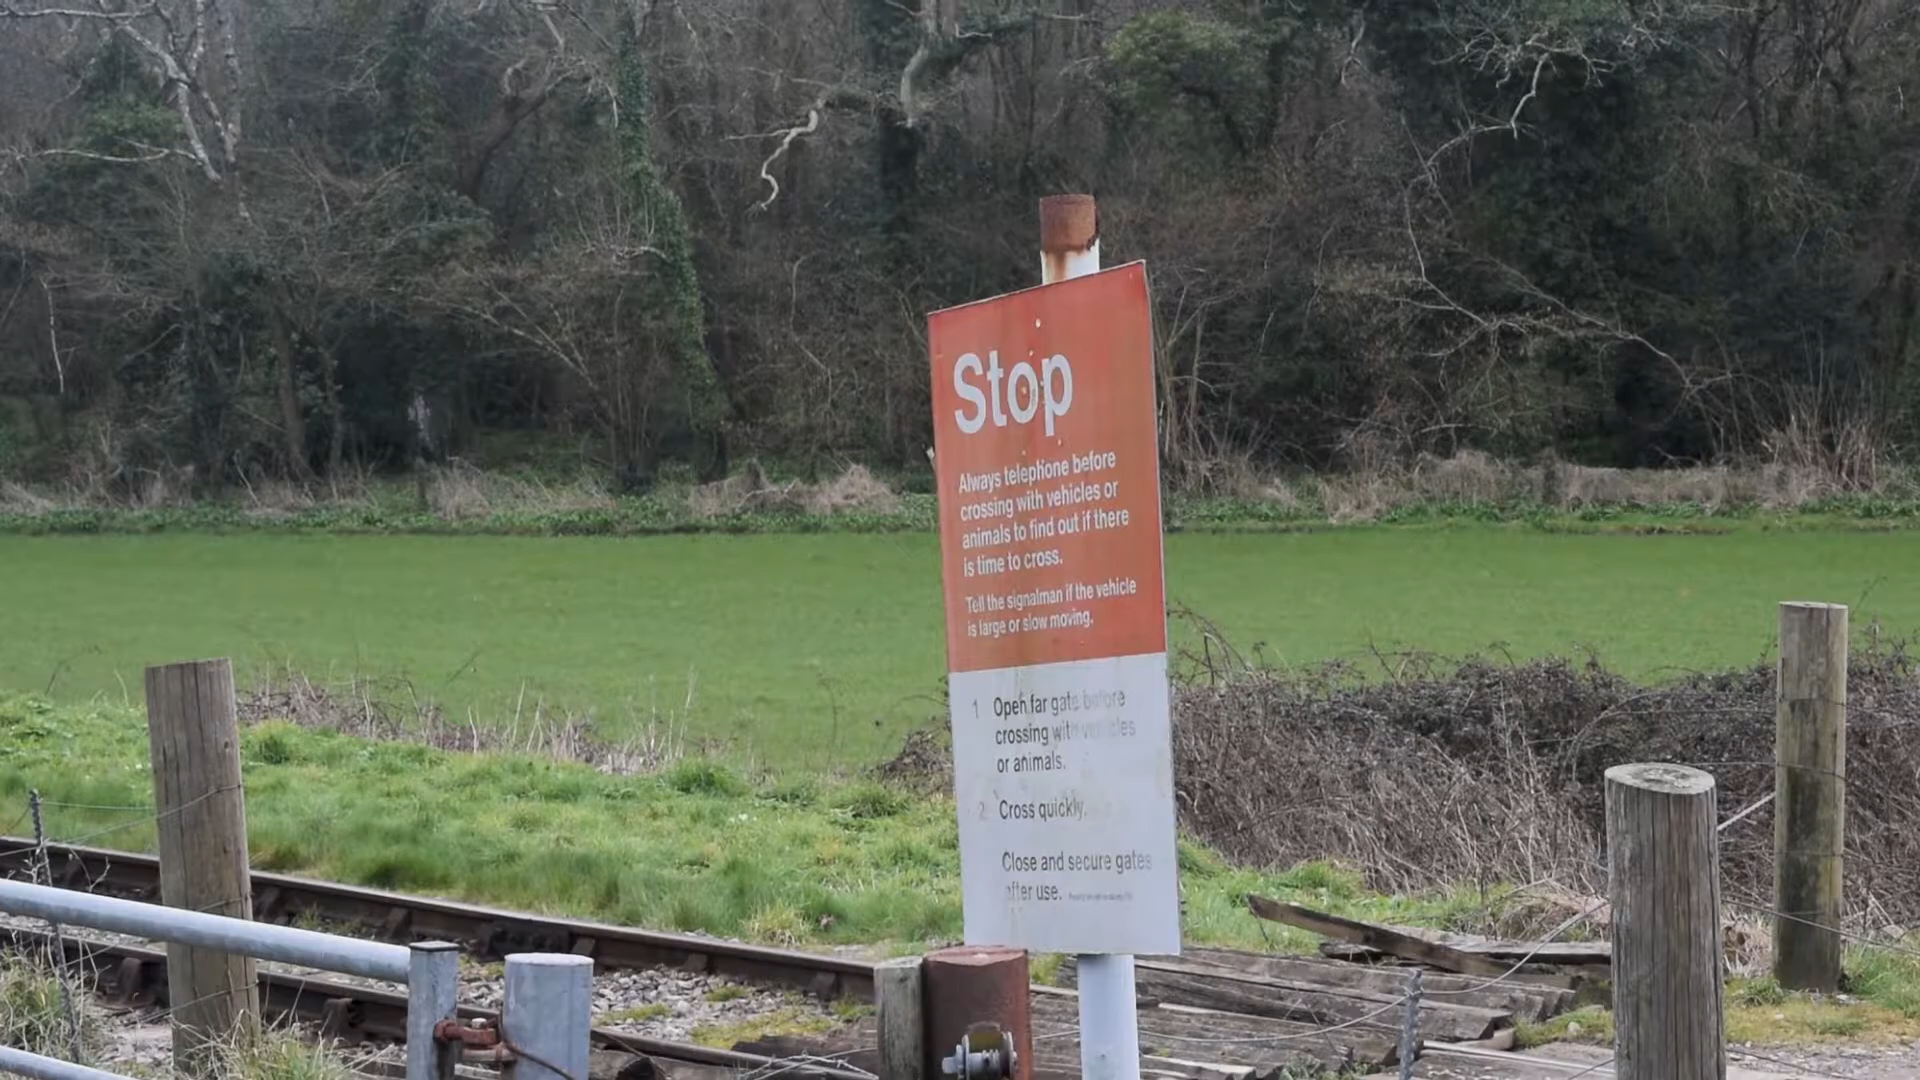 Stop
Always telephone before
crossing with vehicles or
animals to find out if there
is time to cross.
Tell the signalman if the vehicle
is large or slow moving.
1 Open far gate before
crossing with vehicles
or animals.
2 Cross quickly.
Close and secure gates
after use.